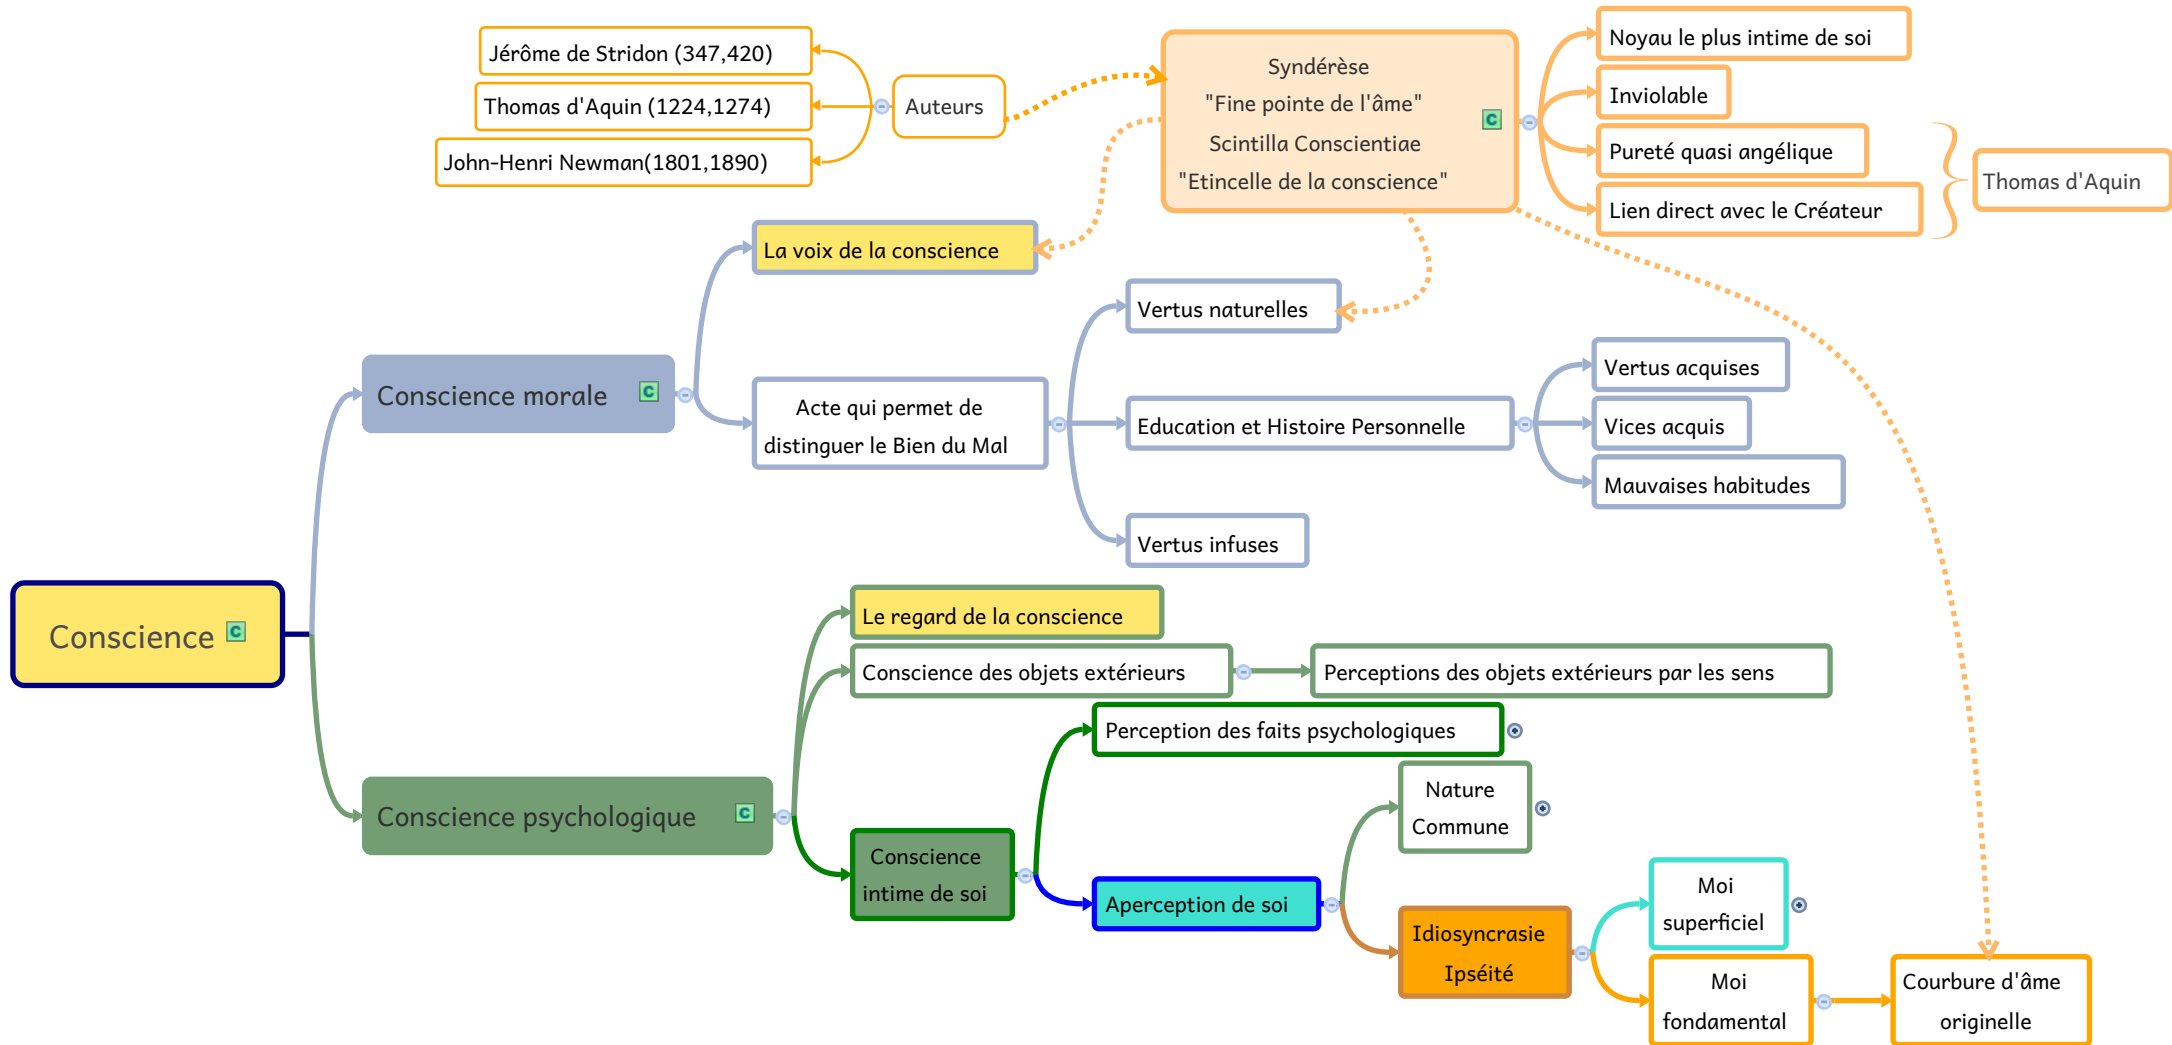 Jérôme de Stridon (347,420)
Thomas d'Aquin (1224,1274)
John-Henri Newman(1801,1890)
Auteurs
Syndérèse
"Fine pointe de l'âme"
Scintilla Conscientiae
"Etincelle de la conscience"
C
Noyau le plus intime de soi
Inviolable
Pureté quasi angélique
Lien direct avec le Créateur
Thomas d'Aquin
La voix de la conscience
Conscience morale
C
Acte qui permet de
distinguer le Bien du Mal
Vertus naturelles
Education et Histoire Personnelle
Vertus infuses
Vertus acquises
Vices acquis
Mauvaises habitudes
Conscience
C
Conscience psychologique
C
Le regard de la conscience
Conscience des objets extérieurs
Perceptions des objets extérieurs par les sens
Conscience
intime de soi
Perception des faits psychologiques
Aperception de soi
Nature
Commune
Idiosyncrasie
Ipséité
Moi
superficiel
Moi
fondamental
Courbure d'âme
originelle